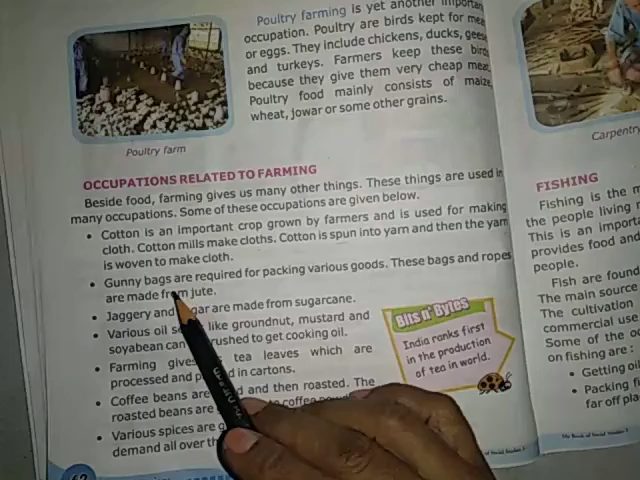 Poultry farming is yet another important
occupation. Poultry are birds kept for meat
or eggs. They include chickens, ducks, geese
and turkeys. Farmers keep these birds
because they give them very cheap meat.
Poultry food mainly consists of maize,
wheat, jowar or some other grains.
Poultry farm
OCCUPATIONS RELATED TO FARMING
Beside food, farming gives us many other things. These things are used in
many occupations. Some of these occupations are given below.
• Cotton is an important crop grown by farmers and is used for making
cloth. Cotton mills make cloths. Cotton is spun into yarn and then the yarn
is woven to make cloth.
• Gunny bags are required for packing various goods. These bags and ropes
are made from jute.
• Jaggery and sugar are made from sugarcane.
• Various oil like groundnut, mustard and
soyabean can crushed to get cooking oil.
• Farming gives tea leaves which are
processed and in cartons.
• Coffee beans are and then roasted. The
roasted beans are coffee
• Various spices are
demand all over
Bits n' Bytes
India ranks first
in the production
of tea in world.
62
Carpentry
FISHING
Fishing is the
the people living
This is an import
provides food and
people.
Fish are found
The main source
The cultivation
commercial use
Some of the
on fishing are :
• Getting oil
• Packing
far off pla